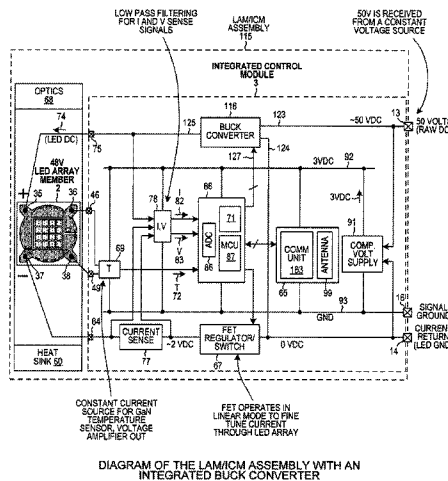 LOW PASS FILTERING
FOR I AND V SENSE
SIGNALS
LAM/ICM
ASSEMBLY
115
50V IS RECEIVED
FROM A CONSTANT
VOLTAGE SOURCE
INTEGRATED CONTROL
MODULE
3
OPTICS
68
74
(LED DC)
75
125
116
BUCK
CONVERTER
123
~50 VDC
13
50 VOLTS
(RAW DC)
127
124
48V
LED ARRAY
MEMBER
2
3VDC
92
35
36
46
78
I,V
I
82
V
83
66
71
ADC
86
MCU
87
COMM
UNIT
183
ANTENNA
65
99
3VDC
91
COMP.
VOLT
SUPPLY
69
T
T
72
37
38
49
93
GND
16
SIGNAL
GROUND
64
CURRENT
SENSE
77
~2 VDC
FET
REGULATOR/
SWITCH
67
0 VDC
CURRENT
RETURN
(LED GND)
14
HEAT
SINK 50
CONSTANT CURRENT
SOURCE FOR GaN
TEMPERATURE
SENSOR, VOLTAGE
AMPLIFIER OUT
FET OPERATES IN
LINEAR MODE TO FINE
TUNE CURRENT
THROUGH LED ARRAY
DIAGRAM OF THE LAM/ICM ASSEMBLY WITH AN
INTEGRATED BUCK CONVERTER